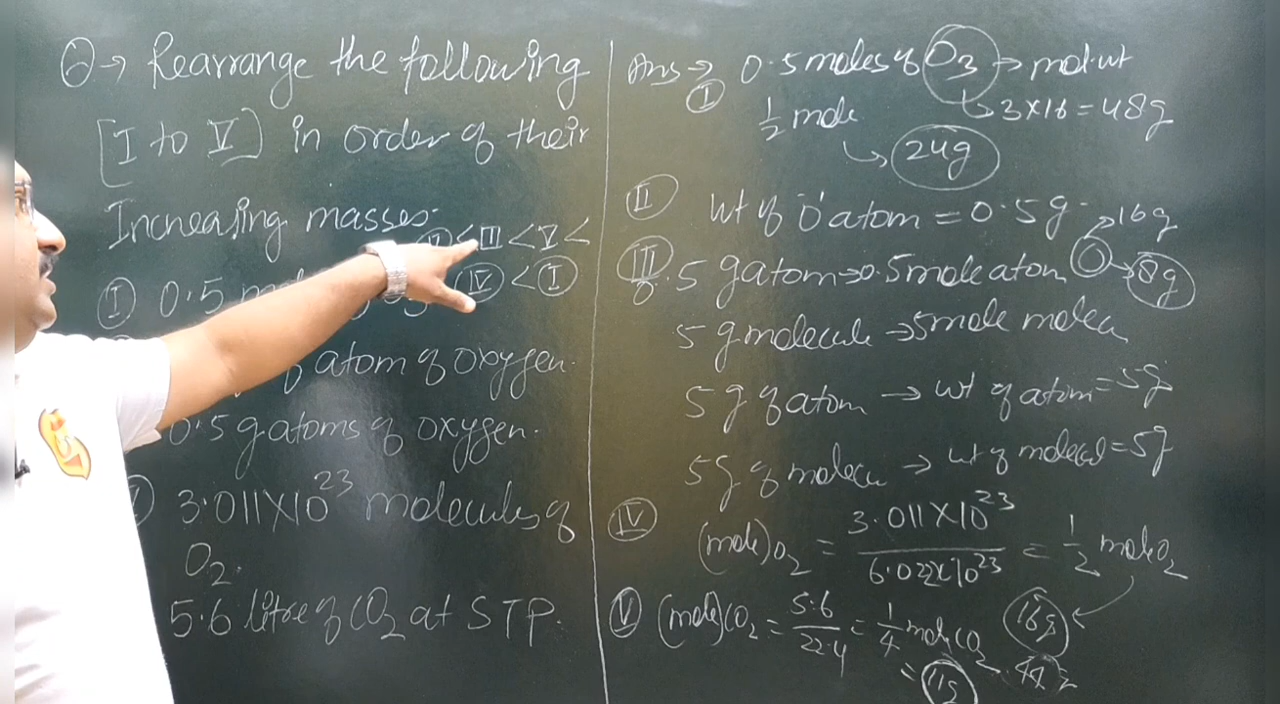 Q → Rearrange the following
[I to V] in order of their
Increasing masses:-
< III < V <
IV < I
I 0.5
atom of oxygen.
0.5 g atoms of oxygen.
3.011×10^23 molecules of
O2.
5.6 litre of CO2 at STP.
Ans → I 0.5 moles of O3 → mol.wt
1/2 mole ↳ 3×16 = 48g
↳ 24g
II Wt of 'O' atom = 0.5g.
III 0.5 g atom → 0.5 mole atom O → 16g → 8g
5 g molecule → 5 mole molecu
5 g of atom → wt of atom = 5g
5g of molecu → wt of molecul = 5g
IV (mole)O2 = 3.011×10^23 / 6.022×10^23 = 1/2 mole O2
16g
V (mole)CO2 = 5.6/22.4 = 1/4 mole CO2
= 11g